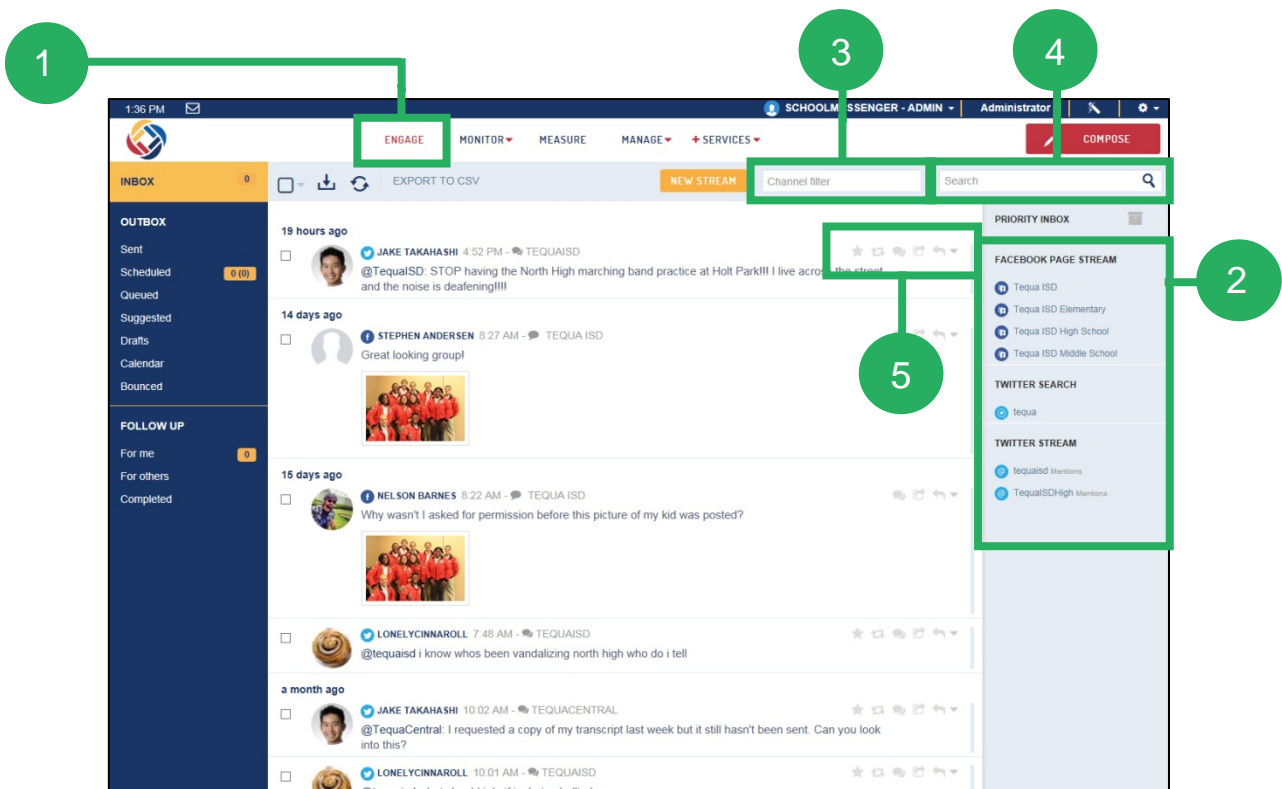 1
3
4
1:36 PM
SCHOOLMESSENGER - ADMIN
Administrator
ENGAGE
MONITOR
MEASURE
MANAGE
+ SERVICES
COMPOSE
INBOX 0
EXPORT TO CSV
NEW STREAM
Channel filter
Search
OUTBOX
Sent
Scheduled 0 (0)
Queued
Suggested
Drafts
Calendar
Bounced
FOLLOW UP
For me 0
For others
Completed
19 hours ago
JAKE TAKAHASHI 4:52 PM - TEQUAISD
@TequaISD: STOP having the North High marching band practice at Holt Park!!! I live across the street
and the noise is deafening!!!!
14 days ago
STEPHEN ANDERSEN 8:27 AM - TEQUA ISD
Great looking group!
15 days ago
NELSON BARNES 8:22 AM - TEQUA ISD
Why wasn't I asked for permission before this picture of my kid was posted?
LONELYCINNAROLL 7:48 AM - TEQUAISD
@tequaisd i know whos been vandalizing north high who do i tell
a month ago
JAKE TAKAHASHI 10:02 AM - TEQUACENTRAL
@TequaCentral: I requested a copy of my transcript last week but it still hasn't been sent. Can you look
into this?
LONELYCINNAROLL 10:01 AM - TEQUAISD
PRIORITY INBOX
FACEBOOK PAGE STREAM
Tequa ISD
Tequa ISD Elementary
Tequa ISD High School
Tequa ISD Middle School
TWITTER SEARCH
tequa
TWITTER STREAM
tequaisd Mentions
TequaISDHigh Mentions
2
5